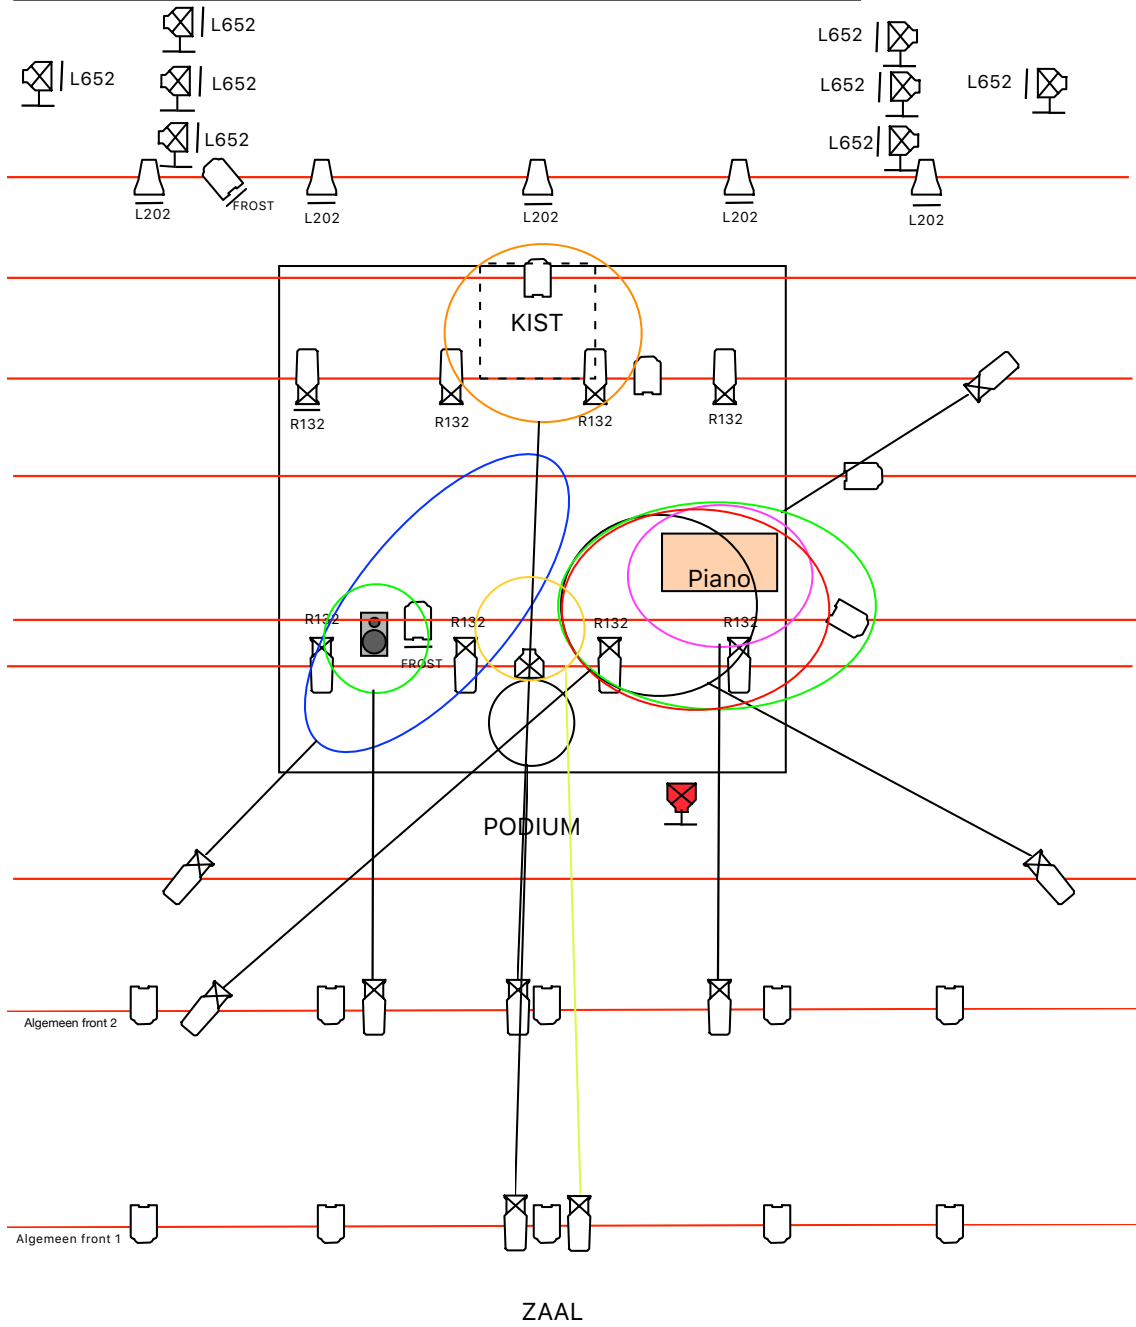 L652
L652
L652
L652
L652
L652
L652
L652
L202
FROST
L202
L202
L202
L202
KIST
R132
R132
R132
R132
Piano
R132
R132
R132
R132
FROST
PODIUM
Algemeen front 2
Algemeen front 1
ZAAL